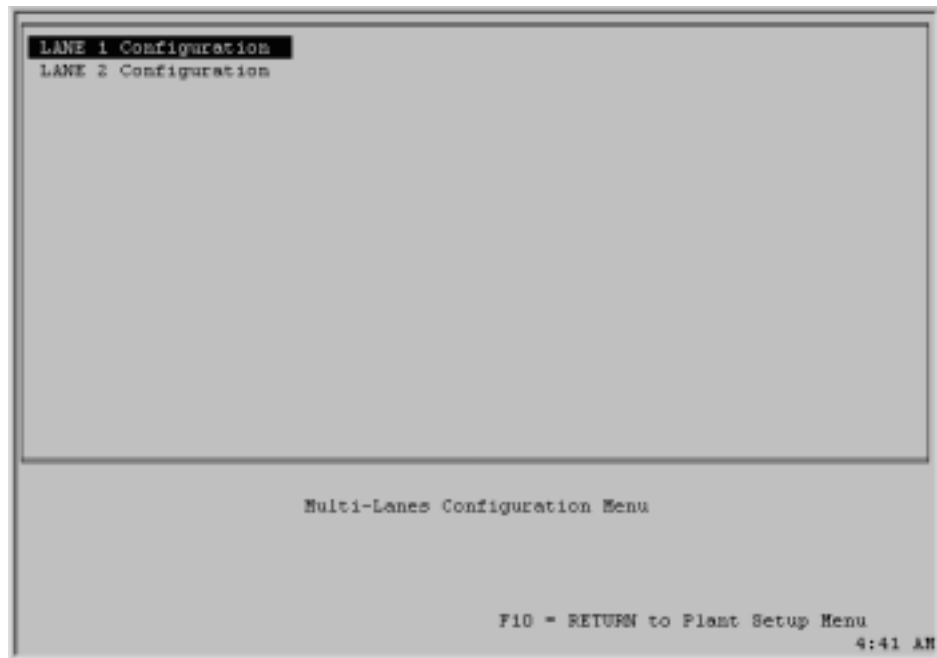 LANE 1 Configuration
LANE 2 Configuration
Multi-Lanes Configuration Menu
F10 = RETURN to Plant Setup Menu
4:41 AM